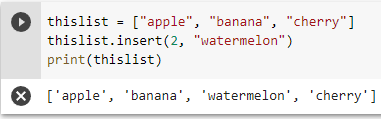 thislist = ["apple", "banana", "cherry"]
thislist.insert(2, "watermelon")
print(thislist)
['apple', 'banana', 'watermelon', 'cherry']